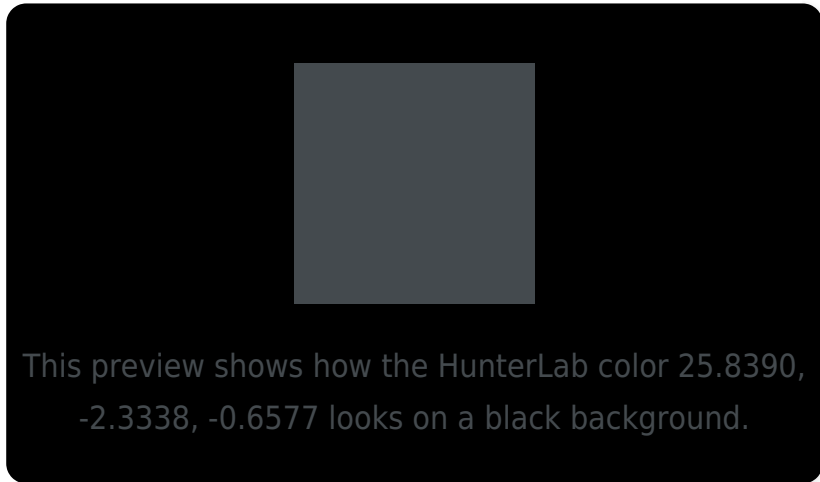 This preview shows how the HunterLab color 25.8390,
-2.3338, -0.6577 looks on a black background.